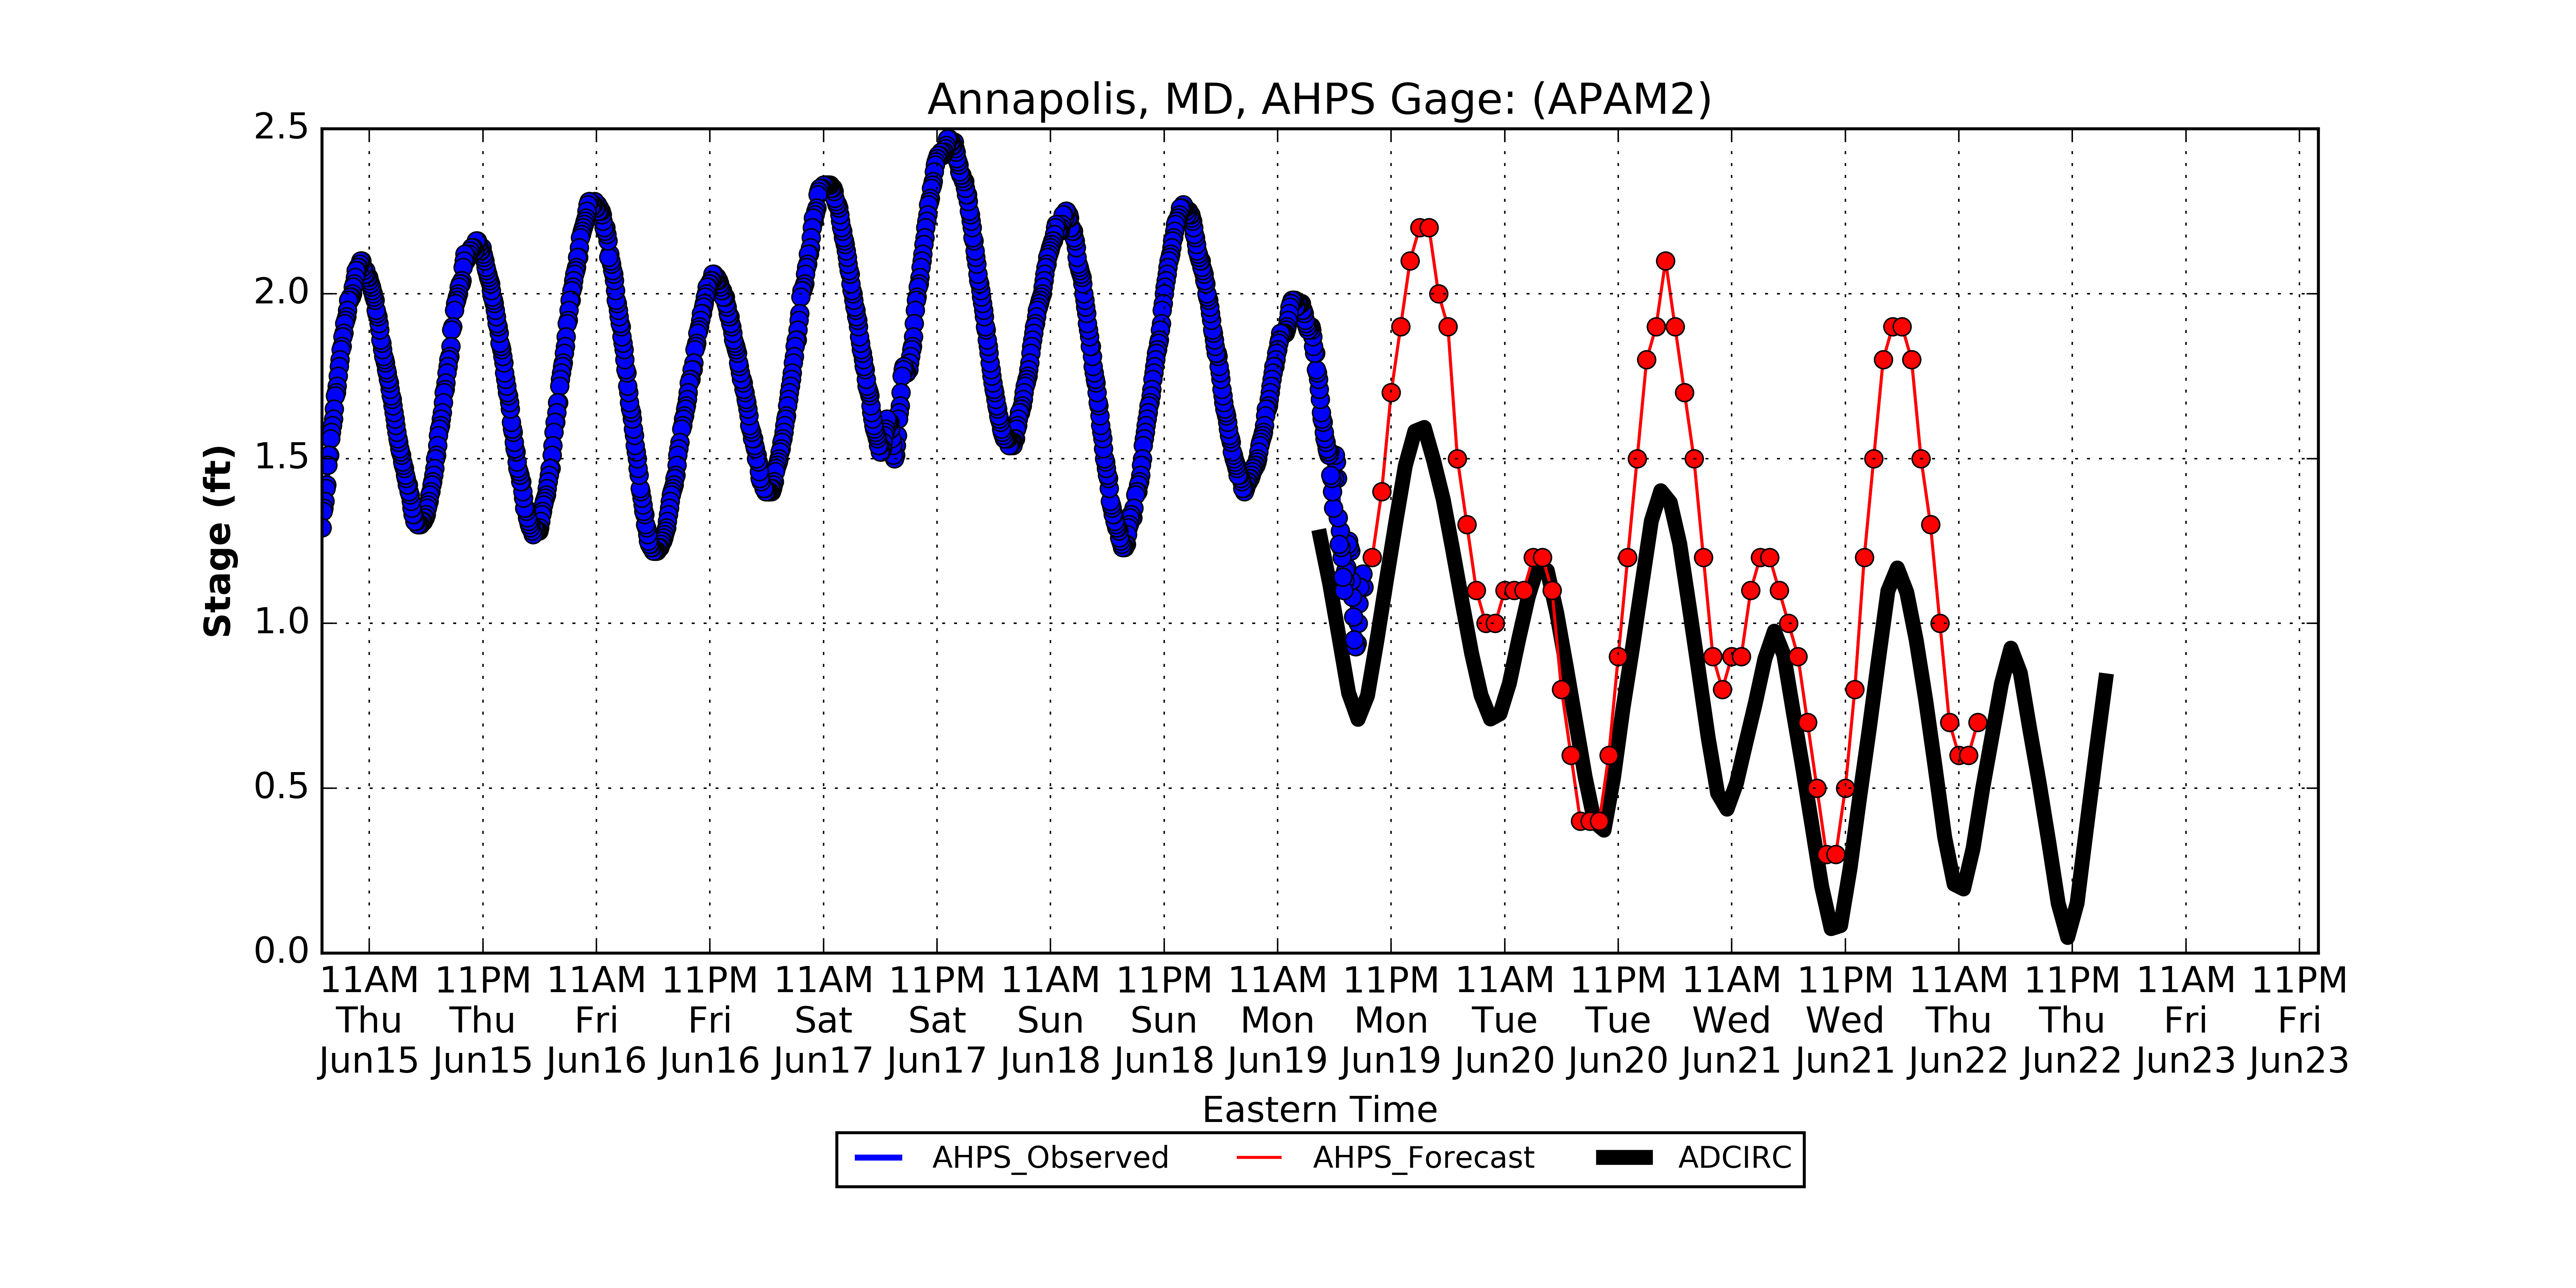 Annapolis, MD, AHPS Gage: (APAM2)
2.5
2.0
1.5
1.0
0.5
0.0
Stage (ft)
11AM 11PM 11AM 11PM 11AM 11PM 11AM 11PM 11AM 11PM 11AM 11PM 11AM 11PM 11AM 11PM 11AM 11PM
Thu Thu Fri Fri Sat Sat Sun Sun Mon Mon Tue Tue Wed Wed Thu Thu Fri Fri
Jun15 Jun15 Jun16 Jun16 Jun17 Jun17 Jun18 Jun18 Jun19 Jun19 Jun20 Jun20 Jun21 Jun21 Jun22 Jun22 Jun23 Jun23
Eastern Time
AHPS_Observed AHPS_Forecast ADCIRC